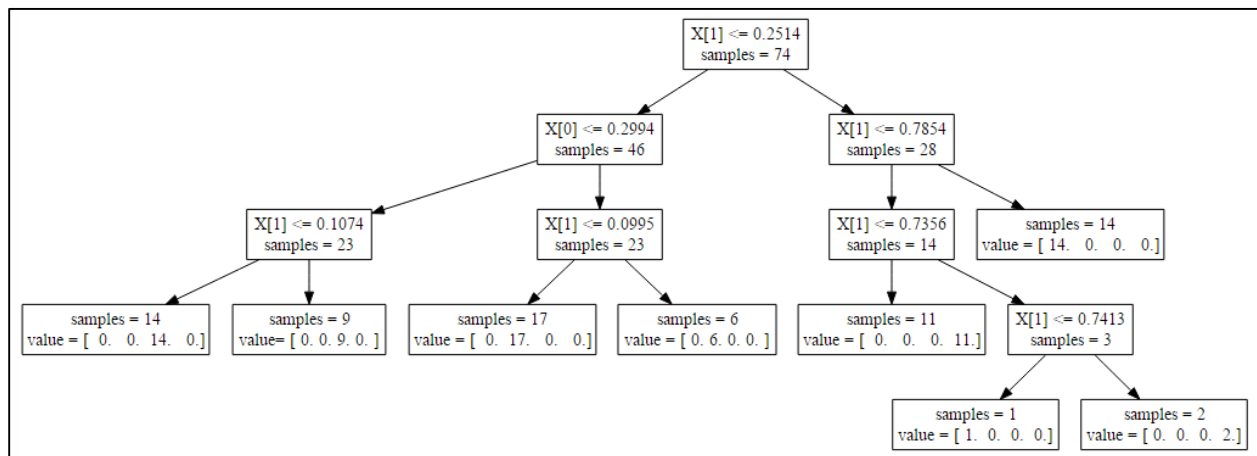 X[1] <= 0.2514
samples = 74
X[0] <= 0.2994
samples = 46
X[1] <= 0.7854
samples = 28
X[1] <= 0.1074
samples = 23
X[1] <= 0.0995
samples = 23
X[1] <= 0.7356
samples = 14
samples = 14
value = [ 14. 0. 0. 0.]
samples = 14
value = [ 0. 0. 14. 0.]
samples = 9
value= [ 0. 0. 9. 0. ]
samples = 17
value = [ 0. 17. 0. 0.]
samples = 6
value = [ 0. 6. 0. 0. ]
samples = 11
value = [ 0. 0. 0. 11.]
X[1] <= 0.7413
samples = 3
samples = 1
value = [ 1. 0. 0. 0.]
samples = 2
value = [ 0. 0. 0. 2.]